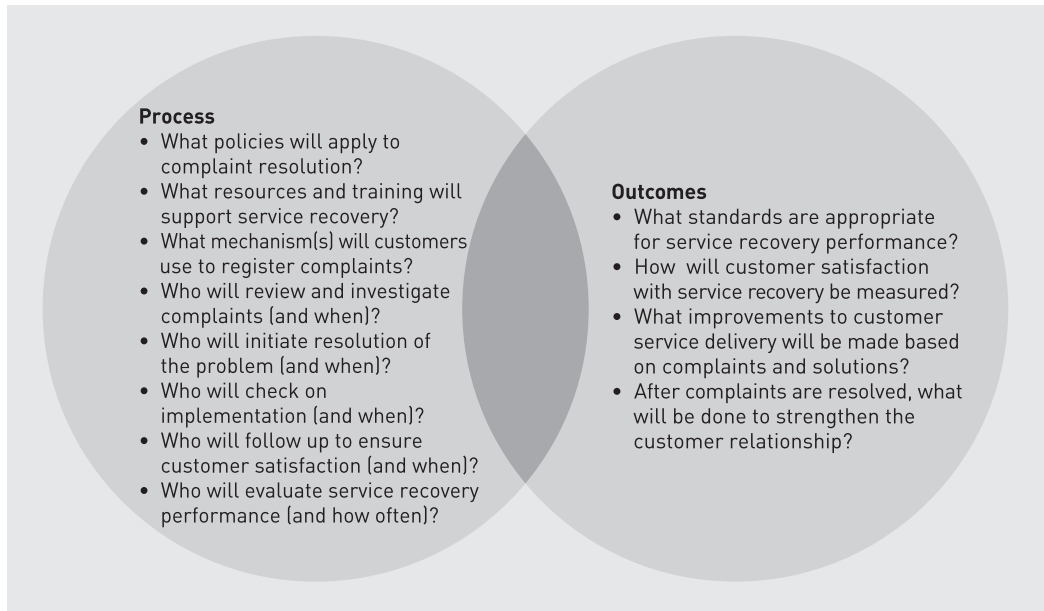 Process
• What policies will apply to
complaint resolution?
• What resources and training will
support service recovery?
• What mechanism(s) will customers
use to register complaints?
• Who will review and investigate
complaints (and when)?
• Who will initiate resolution of
the problem (and when)?
• Who will check on
implementation (and when)?
• Who will follow up to ensure
customer satisfaction (and when)?
• Who will evaluate service recovery
performance (and how often)?
Outcomes
• What standards are appropriate
for service recovery performance?
• How will customer satisfaction
with service recovery be measured?
• What improvements to customer
service delivery will be made based
on complaints and solutions?
• After complaints are resolved, what
will be done to strengthen the
customer relationship?